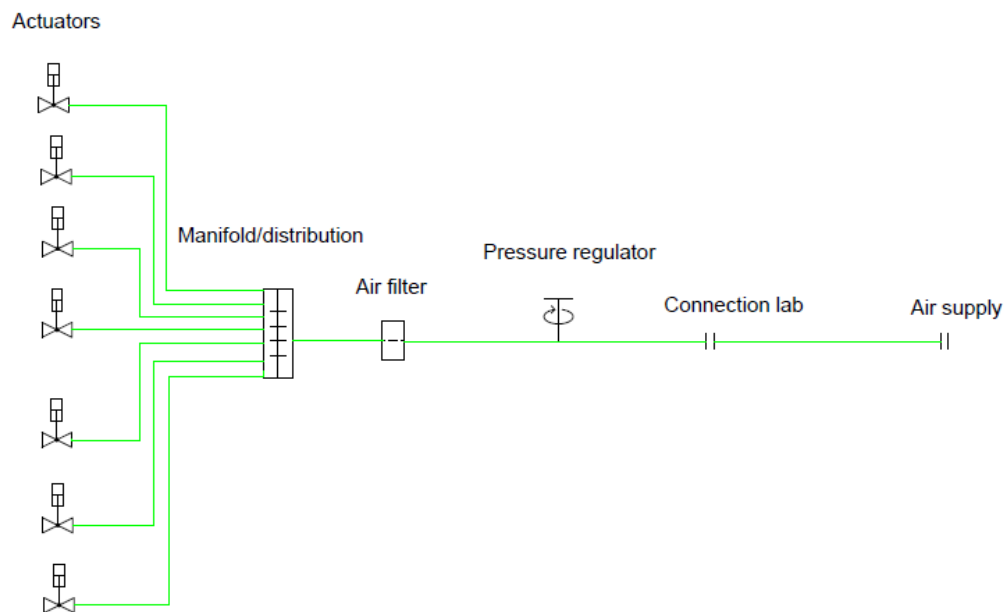 Actuators
Manifold/distribution
Pressure regulator
Air filter
Connection lab
Air supply